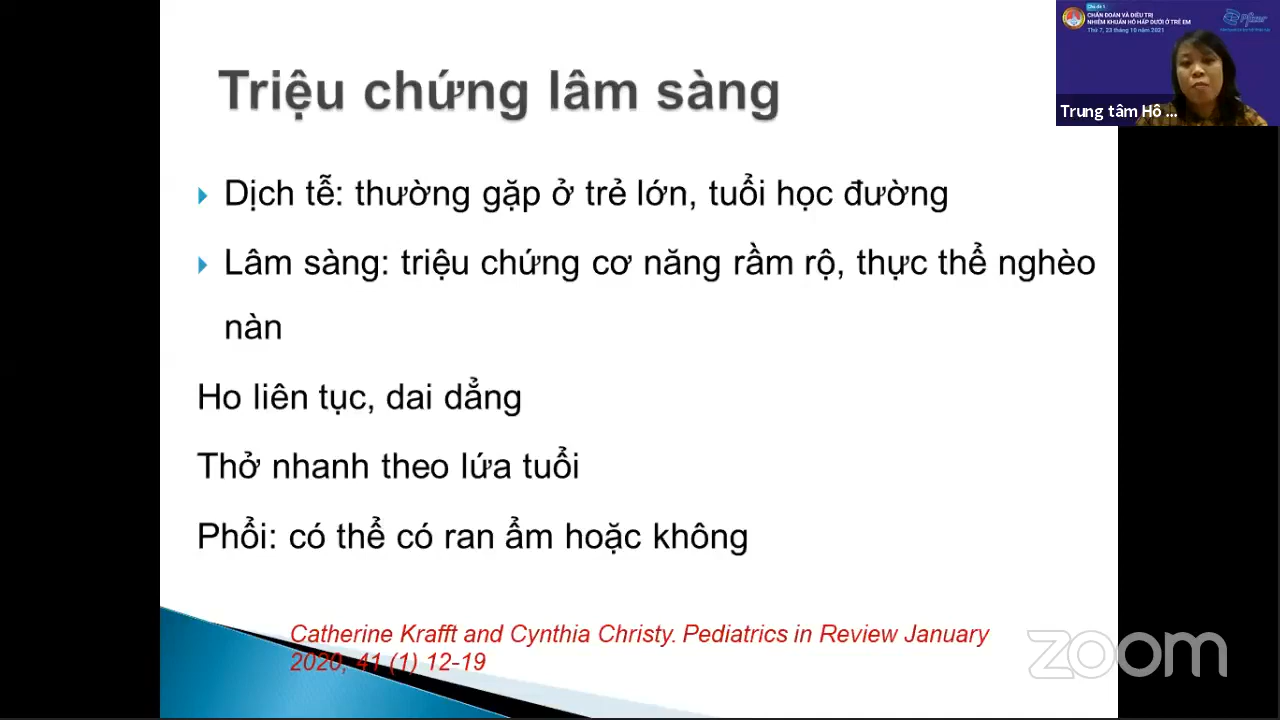 Chủ đề 1
CHẨN ĐOÁN VÀ ĐIỀU TRỊ
NHIỄM KHUẨN HÔ HẤP DƯỚI Ở TRẺ EM
Thứ 7, 23 tháng 10 năm 2021
Pfizer
Trung tâm Hô ...
Triệu chứng lâm sàng
Dịch tễ: thường gặp ở trẻ lớn, tuổi học đường
Lâm sàng: triệu chứng cơ năng rầm rộ, thực thể nghèo
nàn
Ho liên tục, dai dẳng
Thở nhanh theo lứa tuổi
Phổi: có thể có ran ẩm hoặc không
Catherine Krafft and Cynthia Christy. Pediatrics in Review January
2020, 41 (1) 12-19
zoom